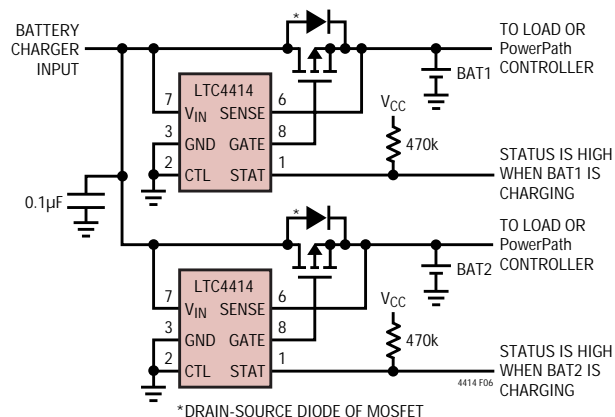 BATTERY
CHARGER
INPUT
*
TO LOAD OR
PowerPath
CONTROLLER
BAT1
LTC4414
7
VIN
SENSE
6
3
GND
GATE
8
2
CTL
STAT
1
VCC
470k
STATUS IS HIGH
WHEN BAT1 IS
CHARGING
0.1µF
*
TO LOAD OR
PowerPath
CONTROLLER
BAT2
LTC4414
7
VIN
SENSE
6
3
GND
GATE
8
2
CTL
STAT
1
VCC
470k
STATUS IS HIGH
WHEN BAT2 IS
CHARGING
4414 F06
*DRAIN-SOURCE DIODE OF MOSFET